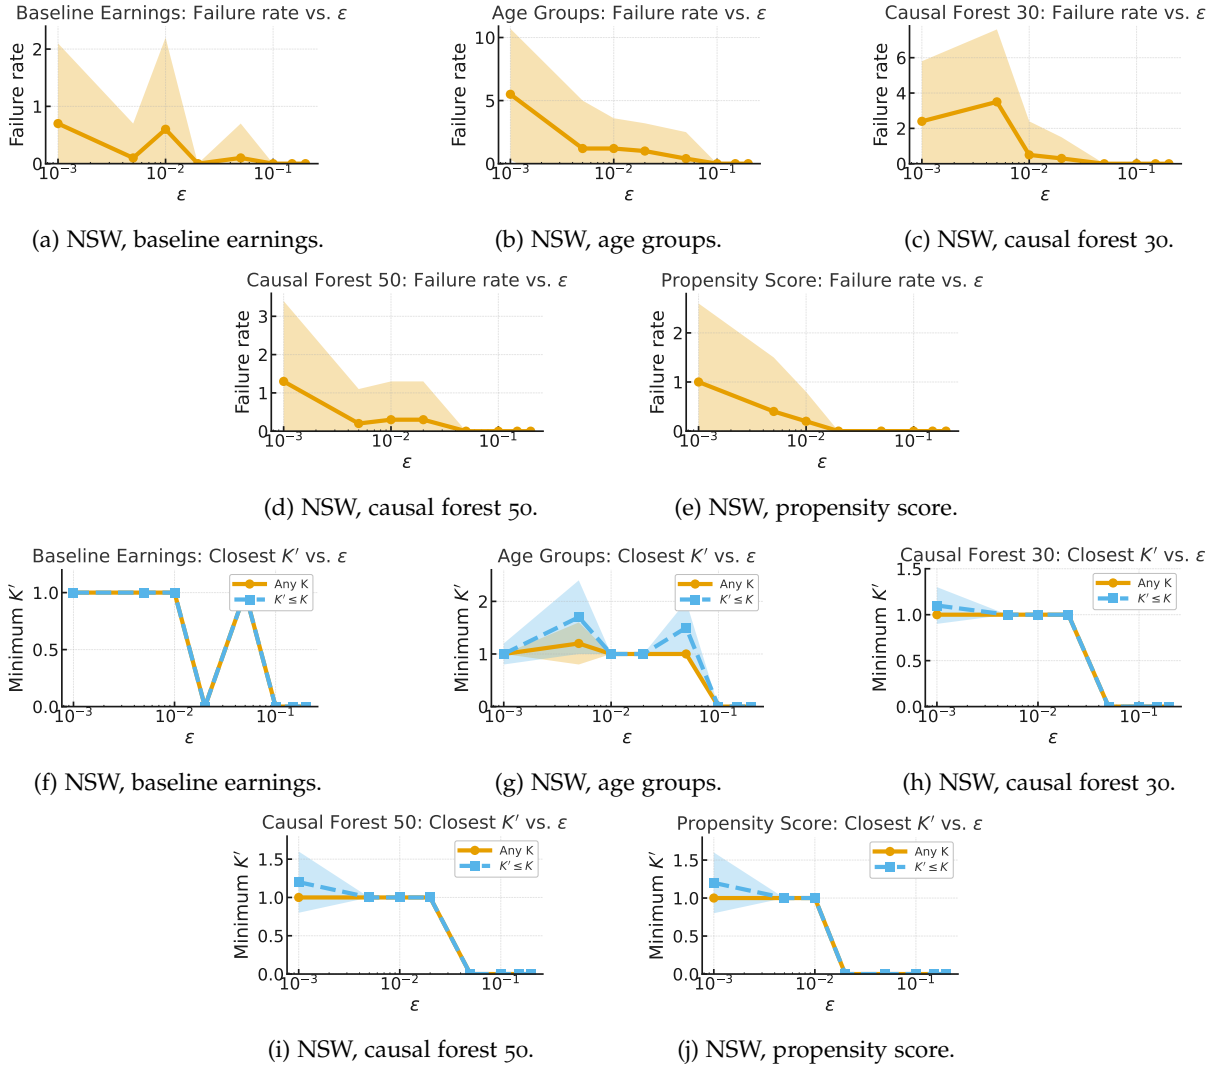 Baseline Earnings: Failure rate vs. ε
Failure rate
2
1
0
10⁻³
10⁻²
10⁻¹
ε
(a) NSW, baseline earnings.
Age Groups: Failure rate vs. ε
Failure rate
10
5
0
10⁻³
10⁻²
10⁻¹
ε
(b) NSW, age groups.
Causal Forest 30: Failure rate vs. ε
Failure rate
6
4
2
0
10⁻³
10⁻²
10⁻¹
ε
(c) NSW, causal forest 30.
Causal Forest 50: Failure rate vs. ε
Failure rate
3
2
1
0
10⁻³
10⁻²
10⁻¹
ε
(d) NSW, causal forest 50.
Propensity Score: Failure rate vs. ε
Failure rate
2
1
0
10⁻³
10⁻²
10⁻¹
ε
(e) NSW, propensity score.
Baseline Earnings: Closest K′ vs. ε
Minimum K′
1.0
0.5
0.0
Any K
K′ ≤ K
10⁻³
10⁻²
10⁻¹
ε
(f) NSW, baseline earnings.
Age Groups: Closest K′ vs. ε
Minimum K′
2
1
0
Any K
K′ ≤ K
10⁻³
10⁻²
10⁻¹
ε
(g) NSW, age groups.
Causal Forest 30: Closest K′ vs. ε
Minimum K′
1.5
1.0
0.5
0.0
Any K
K′ ≤ K
10⁻³
10⁻²
10⁻¹
ε
(h) NSW, causal forest 30.
Causal Forest 50: Closest K′ vs. ε
Minimum K′
1.5
1.0
0.5
0.0
Any K
K′ ≤ K
10⁻³
10⁻²
10⁻¹
ε
(i) NSW, causal forest 50.
Propensity Score: Closest K′ vs. ε
Minimum K′
1.5
1.0
0.5
0.0
Any K
K′ ≤ K
10⁻³
10⁻²
10⁻¹
ε
(j) NSW, propensity score.